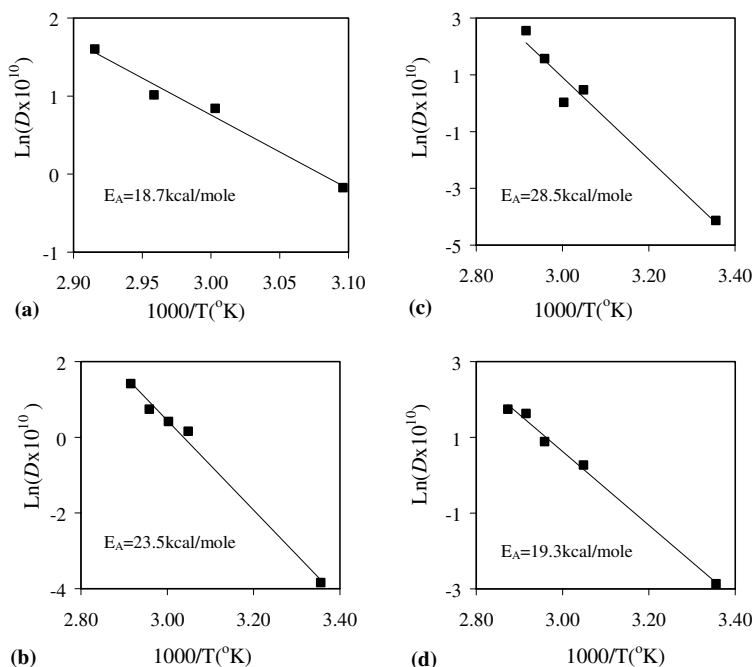 2
1
0
-1
Ln(Dx10^10)
E_A=18.7kcal/mole
2.90 2.95 3.00 3.05 3.10
(a)
1000/T(°K)
3
1
-1
-3
-5
Ln(Dx10^10)
E_A=28.5kcal/mole
2.80 3.00 3.20 3.40
(c)
1000/T(°K)
2
0
-2
-4
Ln(Dx10^10)
E_A=23.5kcal/mole
2.80 3.00 3.20 3.40
(b)
1000/T(°K)
3
1
-1
-3
Ln(Dx10^10)
E_A=19.3kcal/mole
2.80 3.00 3.20 3.40
(d)
1000/T(°K)